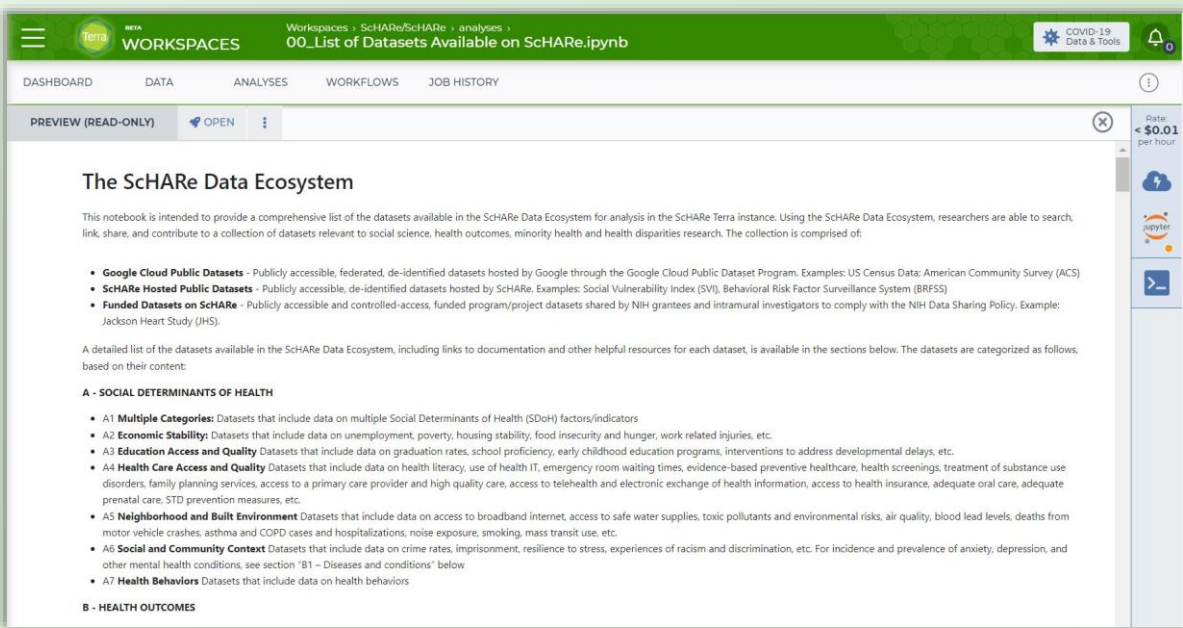 Terra
BETA
WORKSPACES
Workspaces › ScHARe/ScHARe › analyses ›
00_List of Datasets Available on ScHARe.ipynb
COVID-19
Data & Tools
0
DASHBOARD DATA ANALYSES WORKFLOWS JOB HISTORY
PREVIEW (READ-ONLY) OPEN
Rate:
< $0.01
per hour
jupyter
The ScHARe Data Ecosystem
This notebook is intended to provide a comprehensive list of the datasets available in the ScHARe Data Ecosystem for analysis in the ScHARe Terra instance. Using the ScHARe Data Ecosystem, researchers are able to search,
link, share, and contribute to a collection of datasets relevant to social science, health outcomes, minority health and health disparities research. The collection is comprised of:
• Google Cloud Public Datasets - Publicly accessible, federated, de-identified datasets hosted by Google through the Google Cloud Public Dataset Program. Examples: US Census Data; American Community Survey (ACS)
• ScHARe Hosted Public Datasets - Publicly accessible, de-identified datasets hosted by ScHARe. Examples: Social Vulnerability Index (SVI), Behavioral Risk Factor Surveillance System (BRFSS)
• Funded Datasets on ScHARe - Publicly accessible and controlled-access, funded program/project datasets shared by NIH grantees and intramural investigators to comply with the NIH Data Sharing Policy. Example:
Jackson Heart Study (JHS).
A detailed list of the datasets available in the ScHARe Data Ecosystem, including links to documentation and other helpful resources for each dataset, is available in the sections below. The datasets are categorized as follows,
based on their content:
A - SOCIAL DETERMINANTS OF HEALTH
• A1 Multiple Categories: Datasets that include data on multiple Social Determinants of Health (SDoH) factors/indicators
• A2 Economic Stability: Datasets that include data on unemployment, poverty, housing stability, food insecurity and hunger, work related injuries, etc.
• A3 Education Access and Quality Datasets that include data on graduation rates, school proficiency, early childhood education programs, interventions to address developmental delays, etc.
• A4 Health Care Access and Quality Datasets that include data on health literacy, use of health IT, emergency room waiting times, evidence-based preventive healthcare, health screenings, treatment of substance use
disorders, family planning services, access to a primary care provider and high quality care, access to telehealth and electronic exchange of health information, access to health insurance, adequate oral care, adequate
prenatal care, STD prevention measures, etc.
• A5 Neighborhood and Built Environment Datasets that include data on access to broadband internet, access to safe water supplies, toxic pollutants and environmental risks, air quality, blood lead levels, deaths from
motor vehicle crashes, asthma and COPD cases and hospitalizations, noise exposure, smoking, mass transit use, etc.
• A6 Social and Community Context Datasets that include data on crime rates, imprisonment, resilience to stress, experiences of racism and discrimination, etc. For incidence and prevalence of anxiety, depression, and
other mental health conditions, see section "B1 – Diseases and conditions" below
• A7 Health Behaviors Datasets that include data on health behaviors
B - HEALTH OUTCOMES